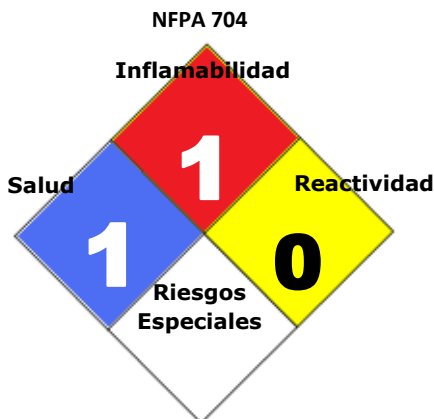 NFPA 704
Inflamabilidad
1
Salud
Reactividad
1
0
Riesgos
Especiales